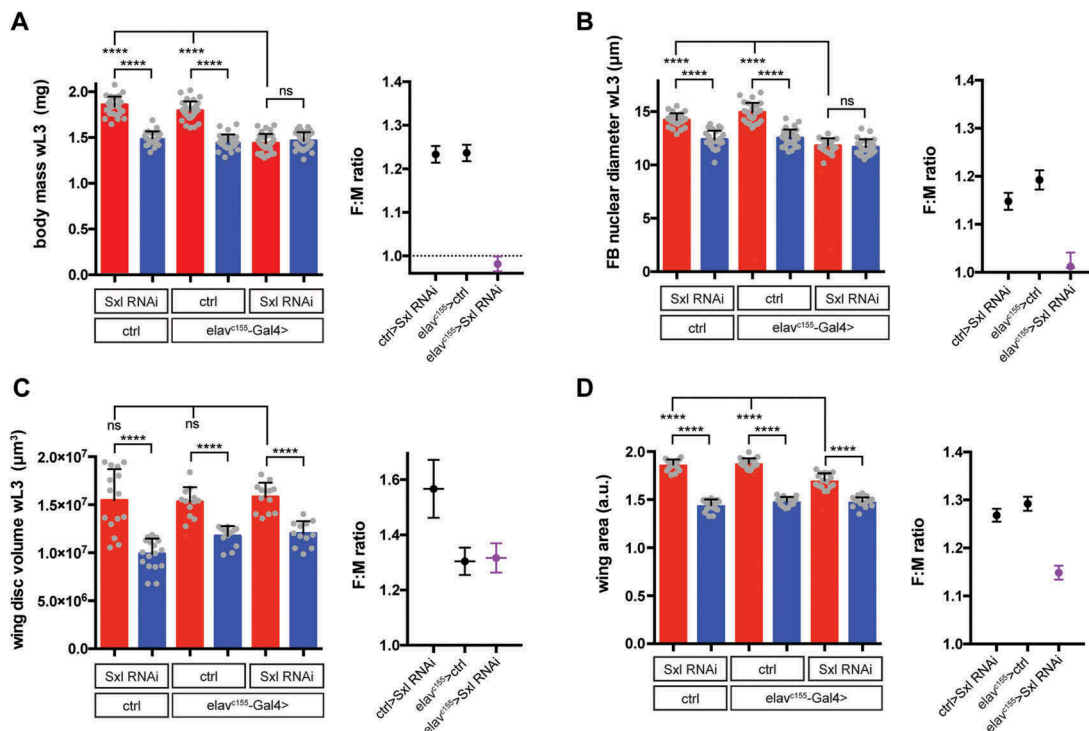 A
body mass wL3 (mg)
2.0
1.5
1.0
0.5
0.0
****
****
****
****
ns
Sxl RNAi
ctrl
Sxl RNAi
ctrl
elavc155-Gal4>
F:M ratio
1.4
1.3
1.2
1.1
1.0
ctrl>Sxl RNAi
elavc155>ctrl
elavc155>Sxl RNAi
B
FB nuclear diameter wL3 (µm)
15
10
5
0
****
****
****
****
ns
Sxl RNAi
ctrl
Sxl RNAi
ctrl
elavc155-Gal4>
F:M ratio
1.4
1.3
1.2
1.1
1.0
ctrl>Sxl RNAi
elavc155>ctrl
elavc155>Sxl RNAi
C
wing disc volume wL3 (µm³)
2.0×10⁷
1.5×10⁷
1.0×10⁷
5.0×10⁶
0.0
ns
ns
****
****
****
Sxl RNAi
ctrl
Sxl RNAi
ctrl
elavc155-Gal4>
F:M ratio
1.6
1.4
1.2
1.0
ctrl>Sxl RNAi
elavc155>ctrl
elavc155>Sxl RNAi
D
wing area (a.u.)
2.0
1.5
1.0
0.5
0.0
****
****
****
****
****
Sxl RNAi
ctrl
Sxl RNAi
ctrl
elavc155-Gal4>
F:M ratio
1.4
1.3
1.2
1.1
1.0
ctrl>Sxl RNAi
elavc155>ctrl
elavc155>Sxl RNAi